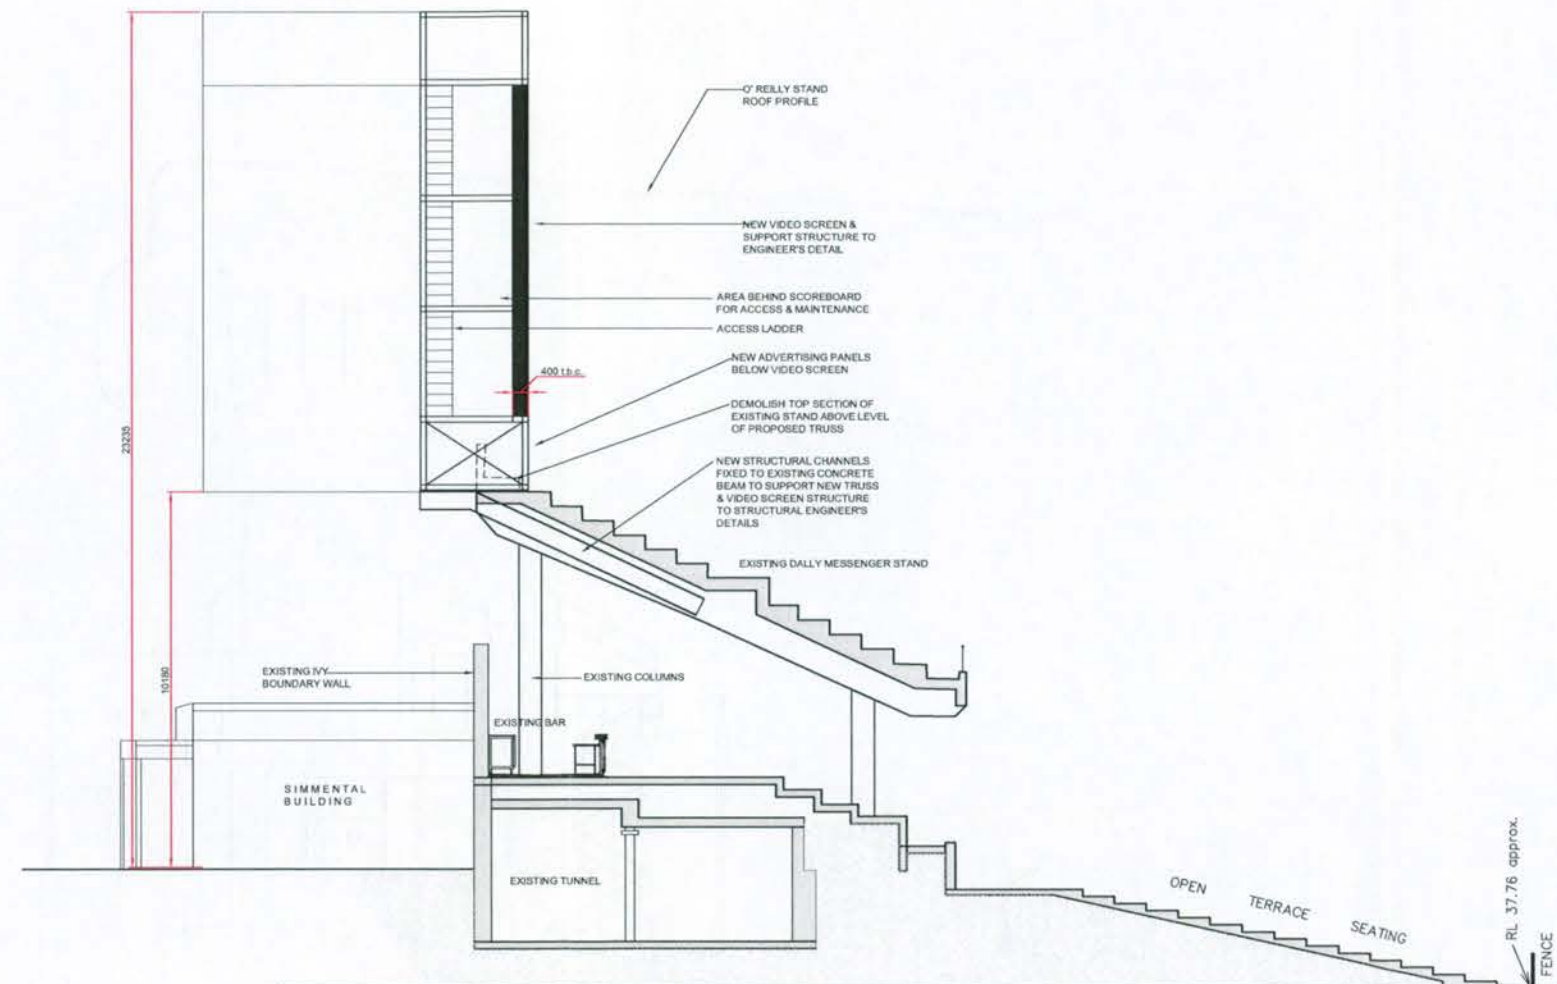 O' REILLY STAND
ROOF PROFILE
NEW VIDEO SCREEN &
SUPPORT STRUCTURE TO
ENGINEER'S DETAIL
AREA BEHIND SCOREBOARD
FOR ACCESS & MAINTENANCE
ACCESS LADDER
NEW ADVERTISING PANELS
BELOW VIDEO SCREEN
400 t.b.c.
DEMOLISH TOP SECTION OF
EXISTING STAND ABOVE LEVEL
OF PROPOSED TRUSS
23235
NEW STRUCTURAL CHANNELS
FIXED TO EXISTING CONCRETE
BEAM TO SUPPORT NEW TRUSS
& VIDEO SCREEN STRUCTURE
TO STRUCTURAL ENGINEER'S
DETAILS
EXISTING DALLY MESSENGER STAND
10180
EXISTING IVY
BOUNDARY WALL
EXISTING COLUMNS
EXISTING BAR
SIMMENTAL
BUILDING
EXISTING TUNNEL
OPEN TERRACE SEATING
RL 37.76 approx.
FENCE